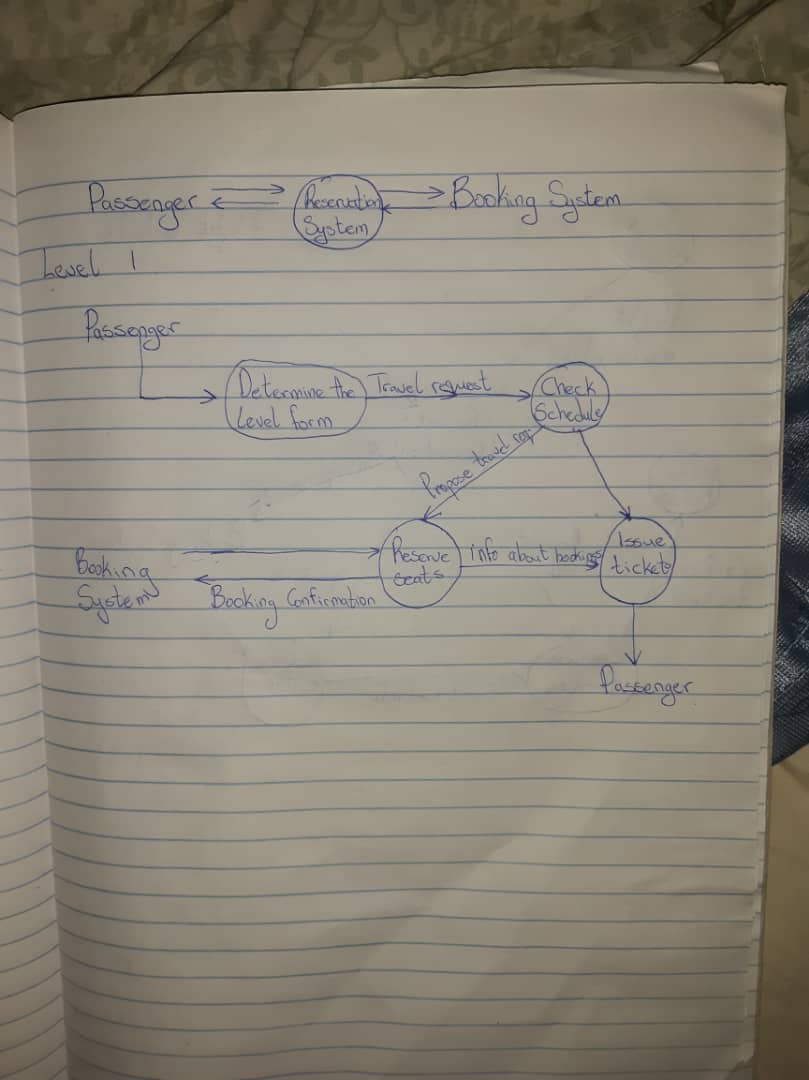 Passenger
Reservation
System
Booking System
Level 1
Passenger
Determine the
Level form
Travel request
Check
Schedule
Propose travel req.
Booking
System
Reserve
seats
info about bookings
Issue
tickets
Booking Confirmation
Passenger